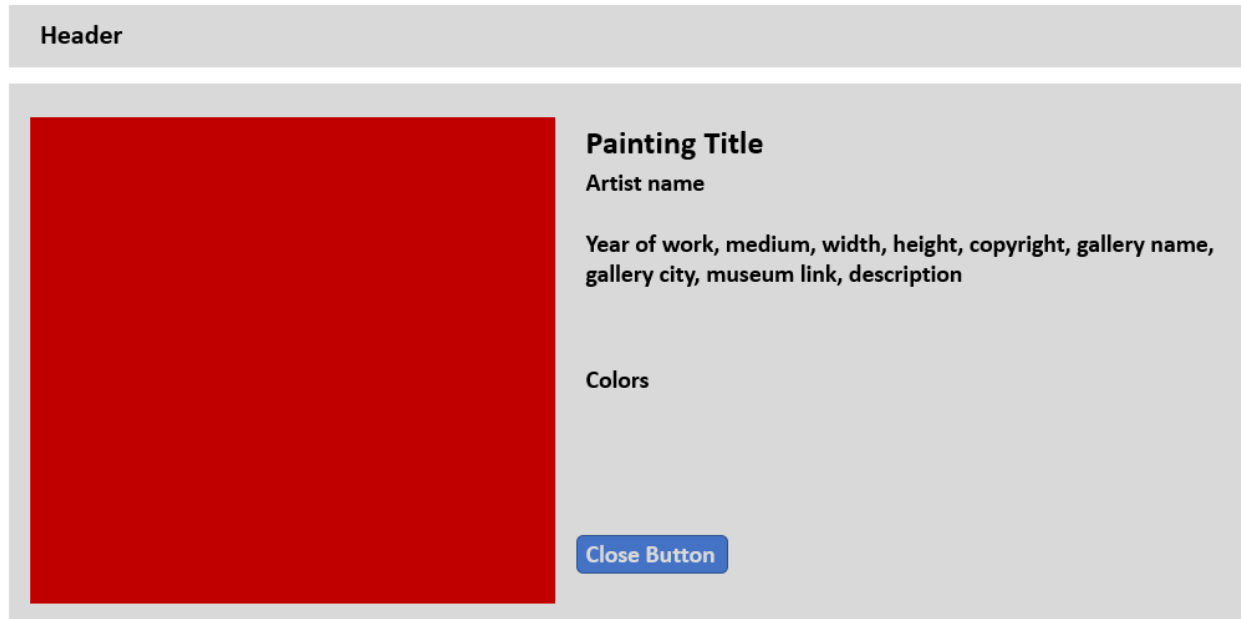 Header
Painting Title
Artist name
Year of work, medium, width, height, copyright, gallery name,
gallery city, museum link, description
Colors
Close Button